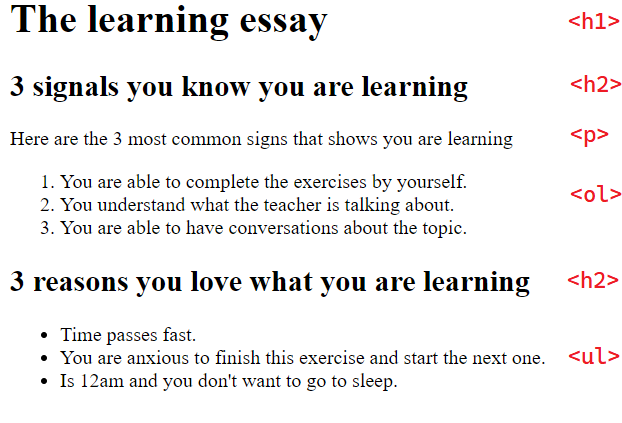 The learning essay <h1>
3 signals you know you are learning <h2>
Here are the 3 most common signs that shows you are learning <p>
1. You are able to complete the exercises by yourself.
2. You understand what the teacher is talking about. <ol>
3. You are able to have conversations about the topic.
3 reasons you love what you are learning <h2>
• Time passes fast.
• You are anxious to finish this exercise and start the next one. <ul>
• Is 12am and you don't want to go to sleep.